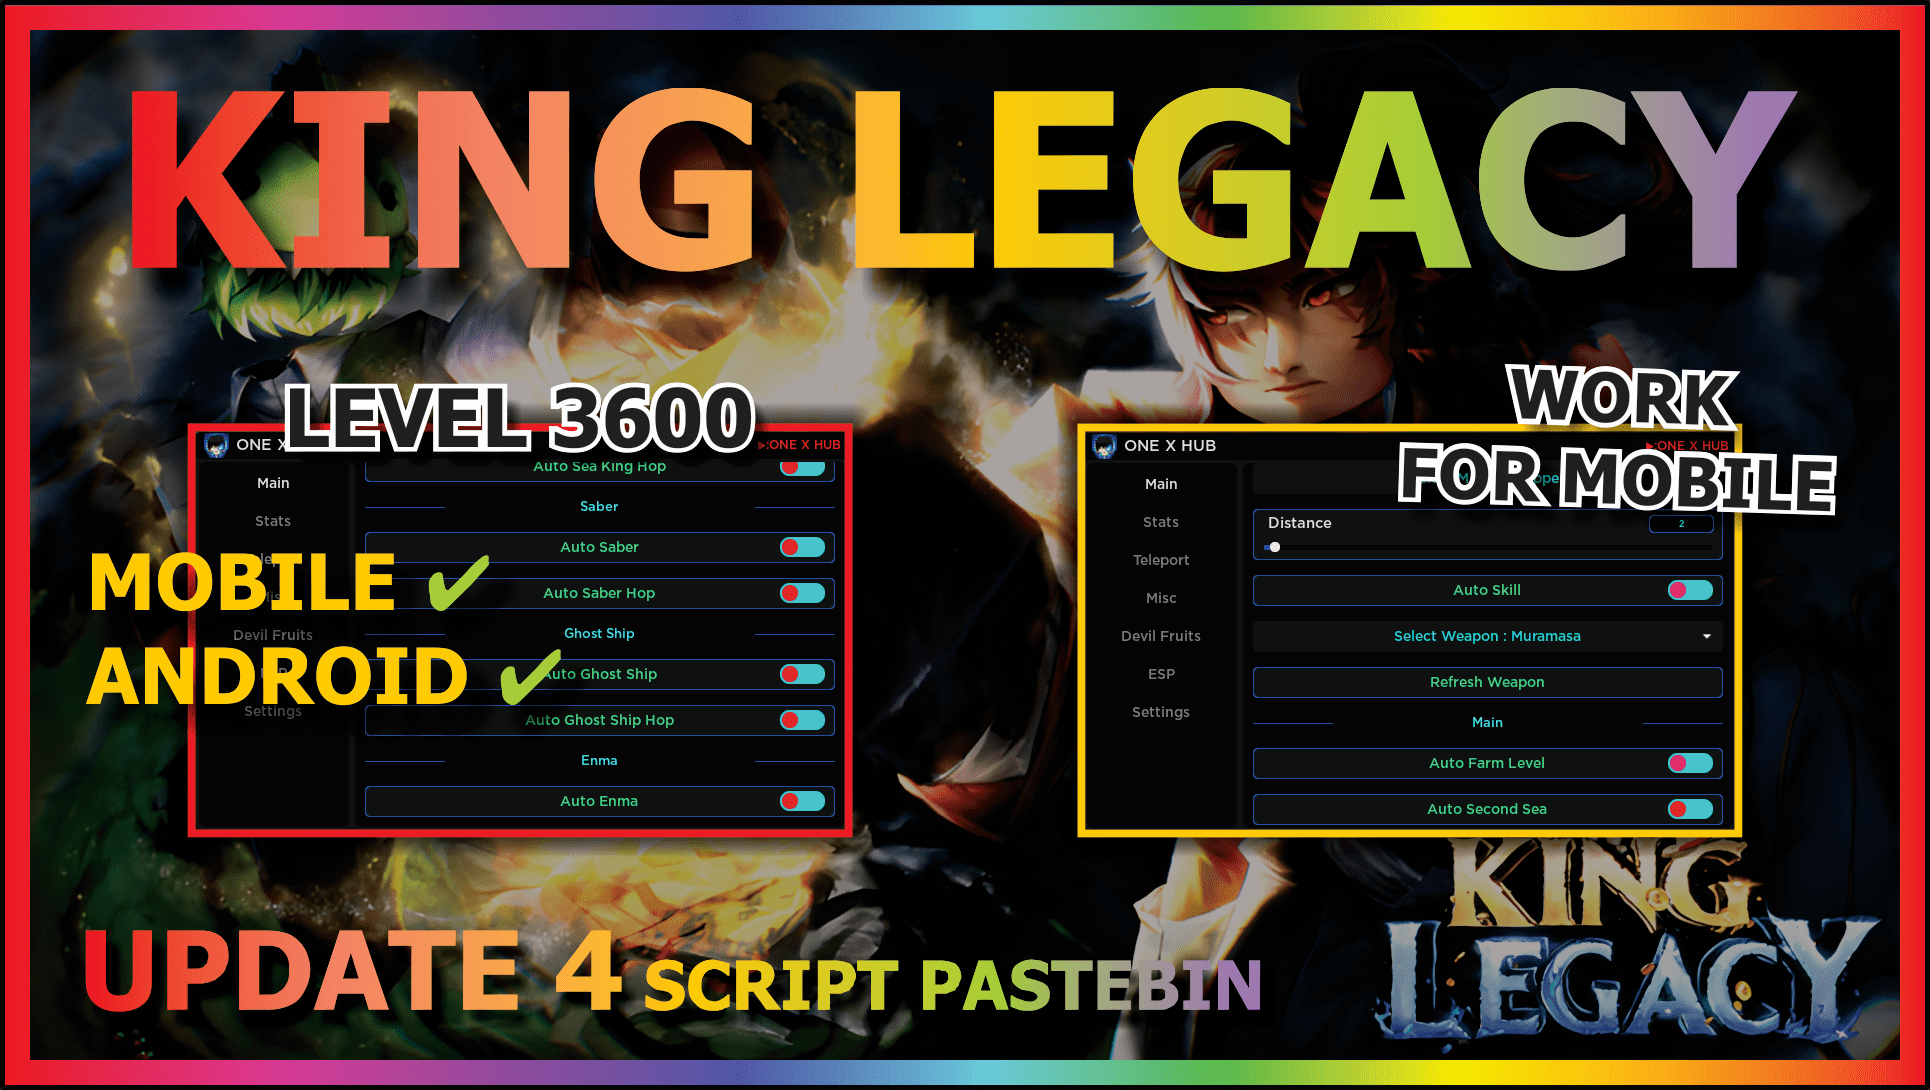 KING LEGACY
LEVEL 3600
WORK
FOR MOBILE
MOBILE
ANDROID
ONE X
:ONE X HUB
Main
Stats
Devil Fruits
Settings
Auto Sea King Hop
Saber
Auto Saber
Auto Saber Hop
Ghost Ship
Auto Ghost Ship
Auto Ghost Ship Hop
Enma
Auto Enma
ONE X HUB
:ONE X HUB
Main
Stats
Teleport
Misc
Devil Fruits
ESP
Settings
Distance
2
Auto Skill
Select Weapon : Muramasa
Refresh Weapon
Main
Auto Farm Level
Auto Second Sea
UPDATE 4 SCRIPT PASTEBIN
KING
LEGACY